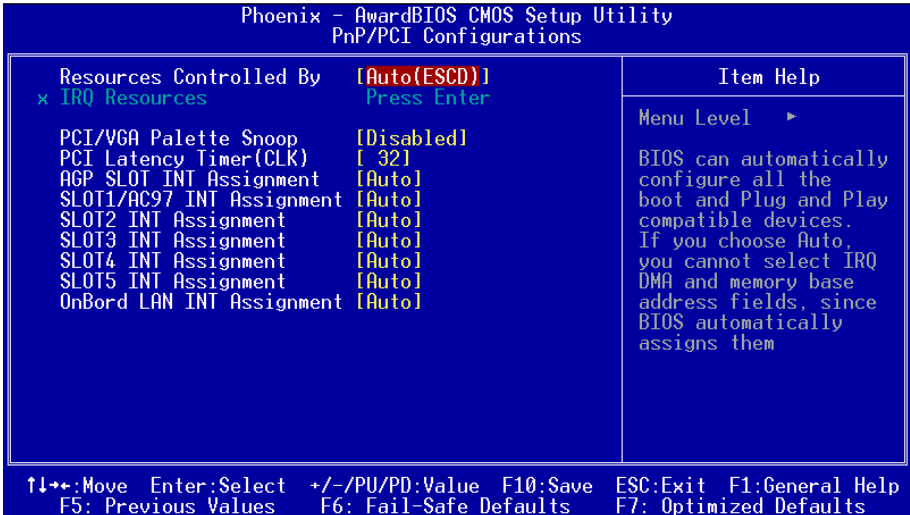 Phoenix - AwardBIOS CMOS Setup Utility
PnP/PCI Configurations
Resources Controlled By [Auto(ESCD)]
x IRQ Resources Press Enter
PCI/VGA Palette Snoop [Disabled]
PCI Latency Timer(CLK) [ 32]
AGP SLOT INT Assignment [Auto]
SLOT1/AC97 INT Assignment [Auto]
SLOT2 INT Assignment [Auto]
SLOT3 INT Assignment [Auto]
SLOT4 INT Assignment [Auto]
SLOT5 INT Assignment [Auto]
OnBord LAN INT Assignment [Auto]
Item Help
Menu Level ►
BIOS can automatically
configure all the
boot and Plug and Play
compatible devices.
If you choose Auto,
you cannot select IRQ
DMA and memory base
address fields, since
BIOS automatically
assigns them
↑↓→←:Move Enter:Select +/-/PU/PD:Value F10:Save ESC:Exit F1:General Help
F5: Previous Values F6: Fail-Safe Defaults F7: Optimized Defaults